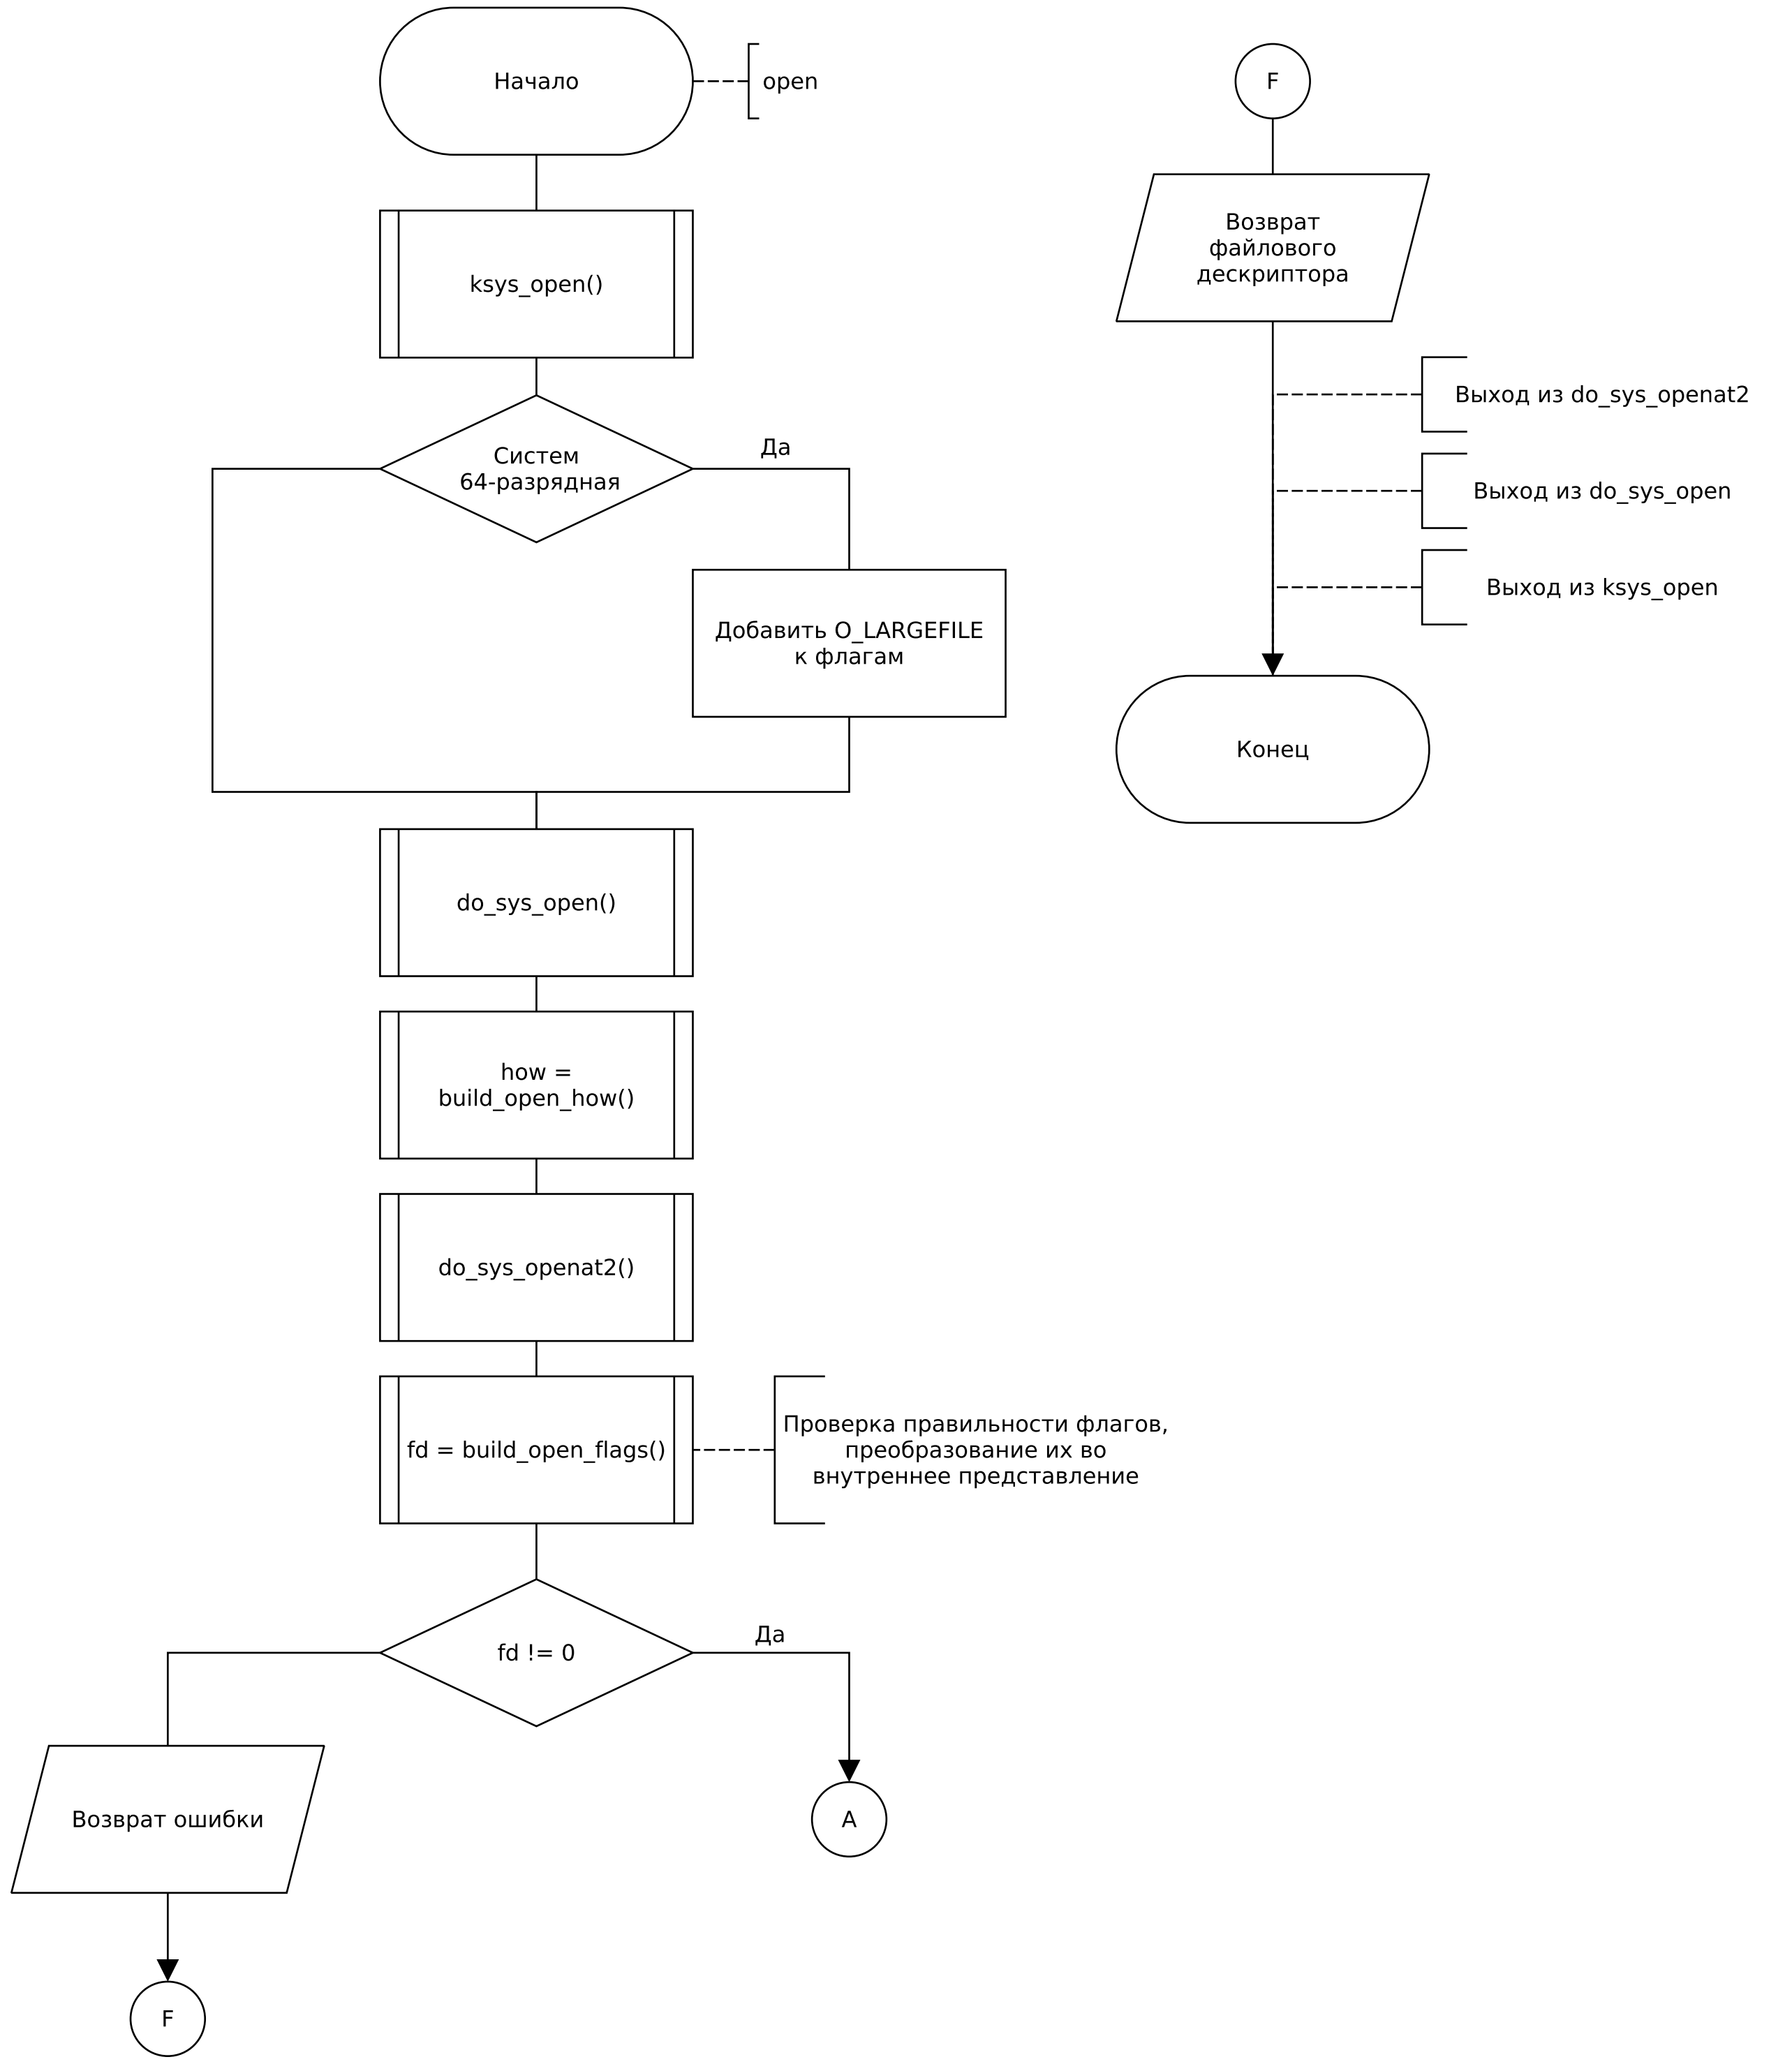 Начало
open
ksys_open()
Систем
64-разрядная
Да
Добавить O_LARGEFILE
к флагам
do_sys_open()
how =
build_open_how()
do_sys_openat2()
fd = build_open_flags()
Проверка правильности флагов,
преобразование их во
внутреннее представление
fd != 0
Да
Возврат ошибки
A
F
F
Возврат
файлового
дескриптора
Выход из do_sys_openat2
Выход из do_sys_open
Выход из ksys_open
Конец